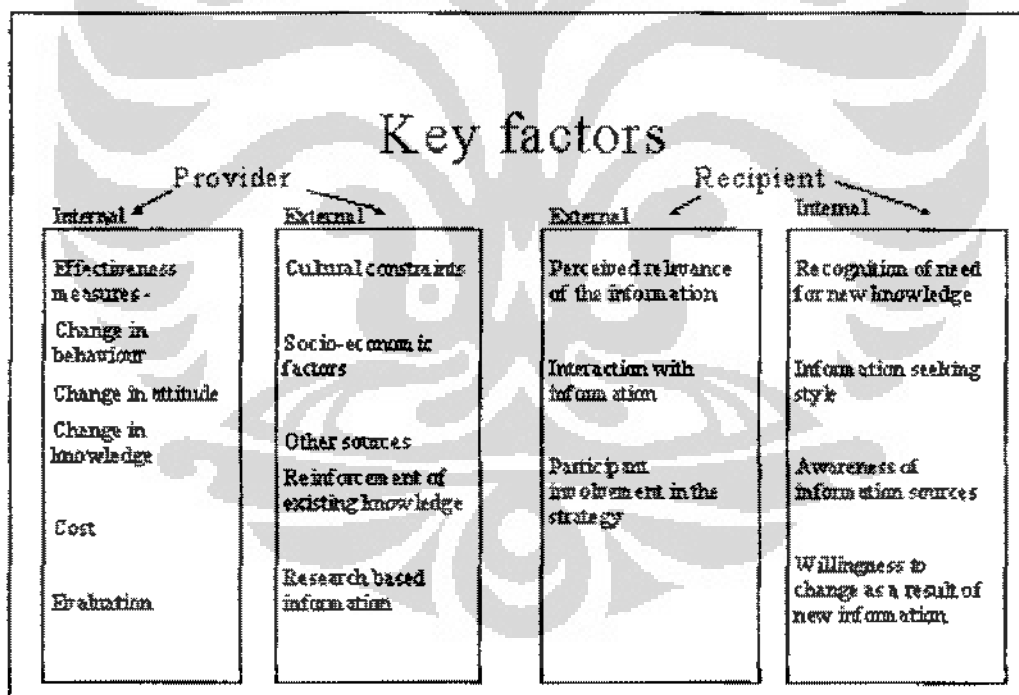 Key factors
Provider
Recipient
Internal
External
External
Internal
Effectiveness
measures-
Change in
behaviour
Change in attitude
Change in
knowledge
Cost
Evaluation
Cultural constraints
Socio-economic
factors
Other sources
Reinforcement of
existing knowledge
Research based
information
Perceived relevance
of the information
Interaction with
information
Participant
involvement in the
strategy
Recognition of need
for new knowledge
Information seeking
style
Awareness of
information sources
Willingness to
change as a result of
new information